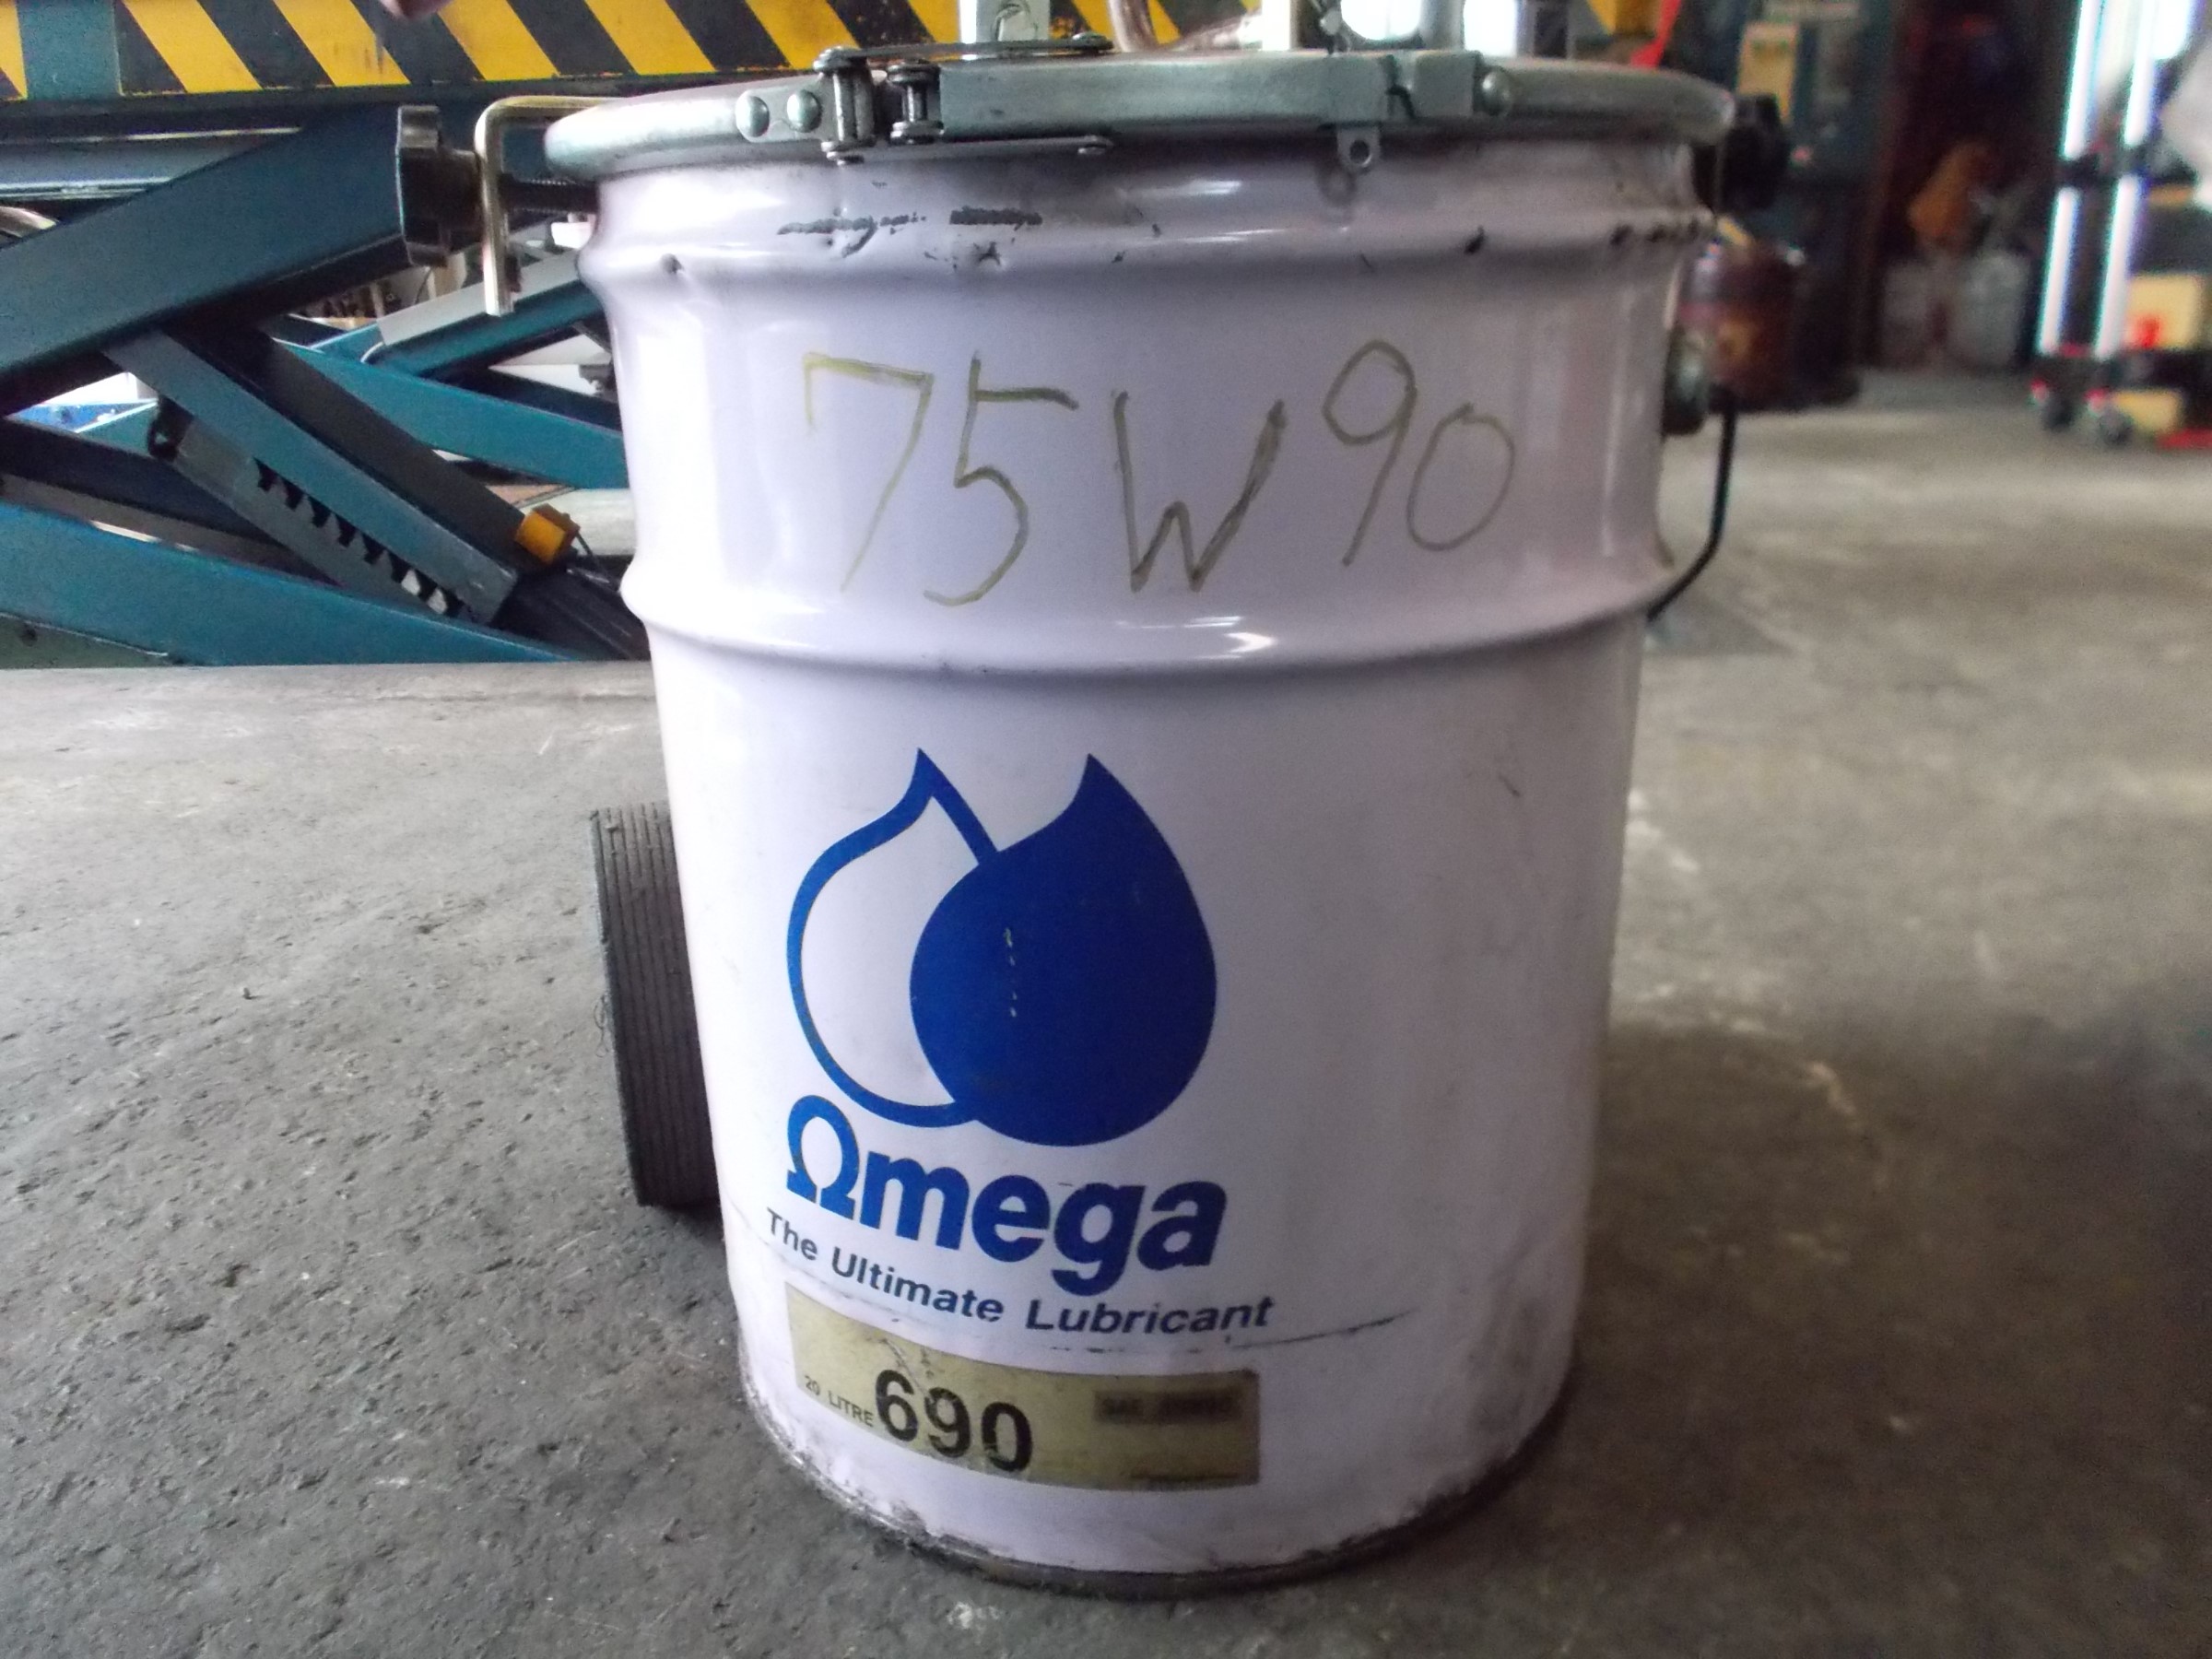 75W90
Ωmega
The Ultimate Lubricant
20 LITRE 690